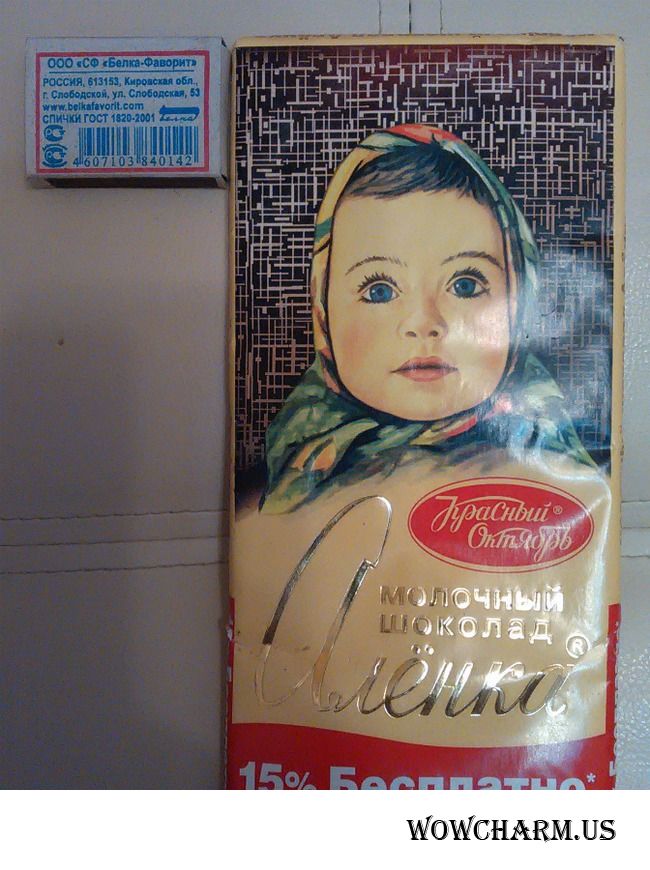 ООО «СФ «Белка-Фаворит»
РОССИЯ, 613153, Кировская обл.,
г. Слободской, ул. Слободская, 53
www.belkafavorit.com
СПИЧКИ ГОСТ 1820-2001 белка
4 607103 840142
Красный®
Октябрь
молочный
шоколад
Алёнка®
15% Бесплатно*
WOWCHARM.US